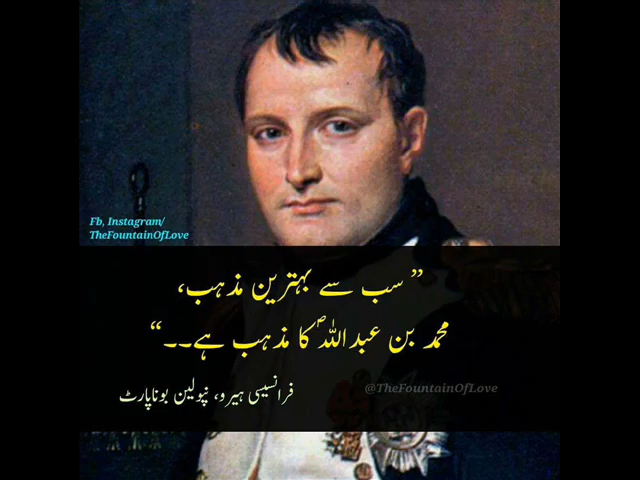 Fb, Instagram/
TheFountainOfLove
” سب سے بہترین مذہب،
محمد بن عبداللہؐ کا مذہب ہے۔۔“
فرانسیسی ہیرو، نپولین بوناپارٹ
@TheFountainOfLove